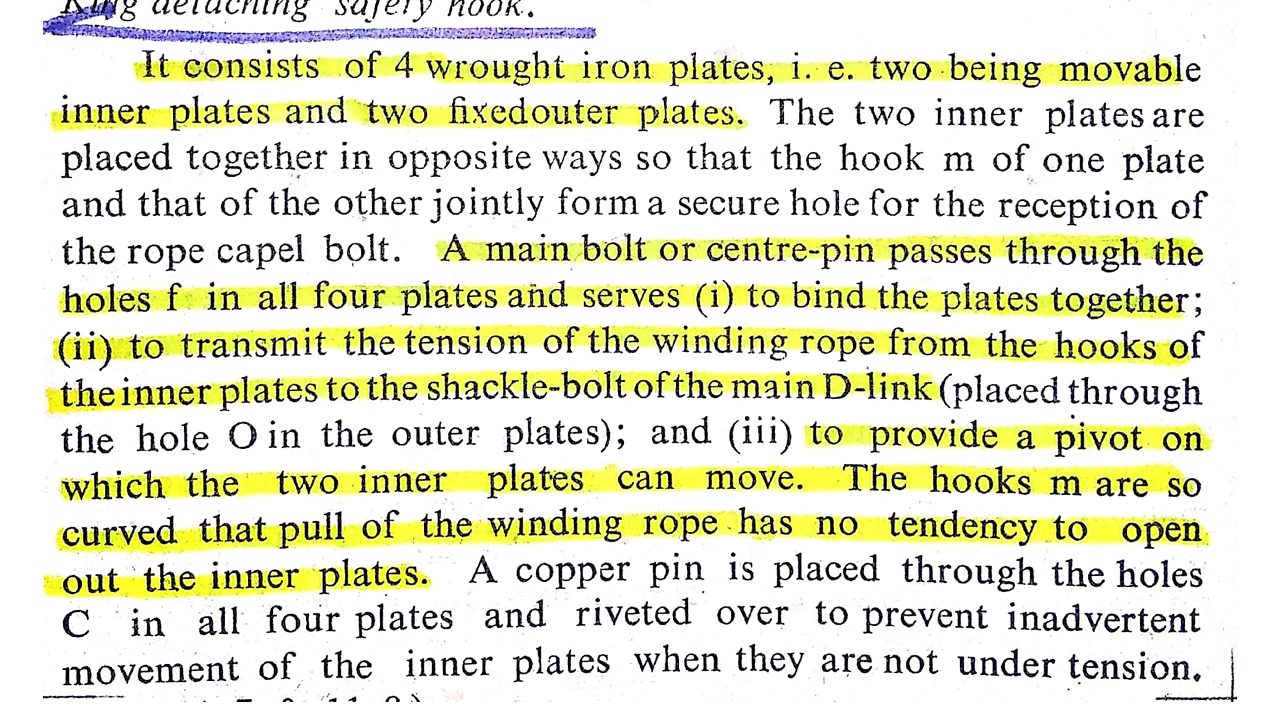 King detaching safety hook.
It consists of 4 wrought iron plates, i. e. two being movable
inner plates and two fixedouter plates. The two inner plates are
placed together in opposite ways so that the hook m of one plate
and that of the other jointly form a secure hole for the reception of
the rope capel bolt. A main bolt or centre-pin passes through the
holes f in all four plates and serves (i) to bind the plates together;
(ii) to transmit the tension of the winding rope from the hooks of
the inner plates to the shackle-bolt of the main D-link (placed through
the hole O in the outer plates); and (iii) to provide a pivot on
which the two inner plates can move. The hooks m are so
curved that pull of the winding rope has no tendency to open
out the inner plates. A copper pin is placed through the holes
C in all four plates and riveted over to prevent inadvertent
movement of the inner plates when they are not under tension.